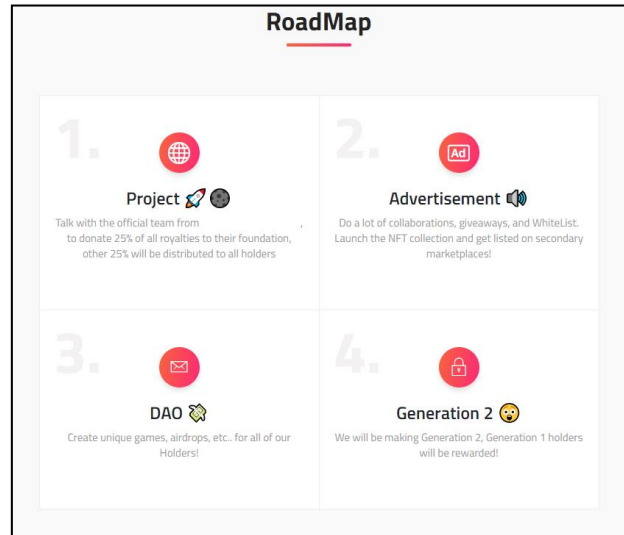 RoadMap
1.
Project 🚀🌑
Talk with the official team from ,
to donate 25% of all royalties to their foundation,
other 25% will be distributed to all holders
2.
Ad
Advertisement 🔊
Do a lot of collaborations, giveaways, and WhiteList.
Launch the NFT collection and get listed on secondary
marketplaces!
3.
DAO 💸
Create unique games, airdrops, etc.. for all of our
Holders!
4.
Generation 2 😲
We will be making Generation 2, Generation 1 holders
will be rewarded!